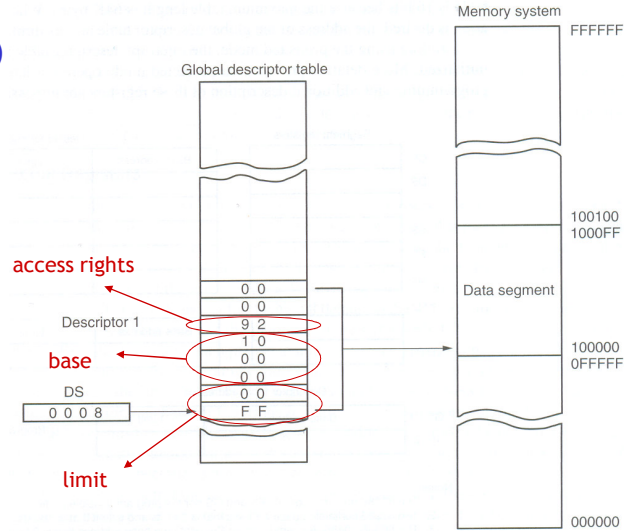 Memory system
FFFFFF
Global descriptor table
100100
1000FF
access rights
0 0
0 0
Data segment
Descriptor 1
9 2
1 0
100000
base
0 0
0FFFFF
0 0
DS
0 0
0 0 0 8
F F
limit
000000